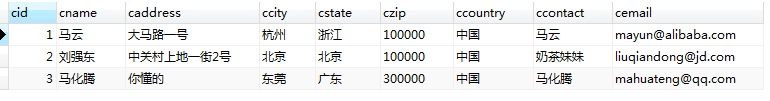 cid cname caddress ccity cstate czip ccountry ccontact cemail
1 马云 大马路一号 杭州 浙江 100000 中国 马云 mayun@alibaba.com
2 刘强东 中关村上地一街2号 北京 北京 100000 中国 奶茶妹妹 liuqiandong@jd.com
3 马化腾 你懂的 东莞 广东 300000 中国 马化腾 mahuateng@qq.com